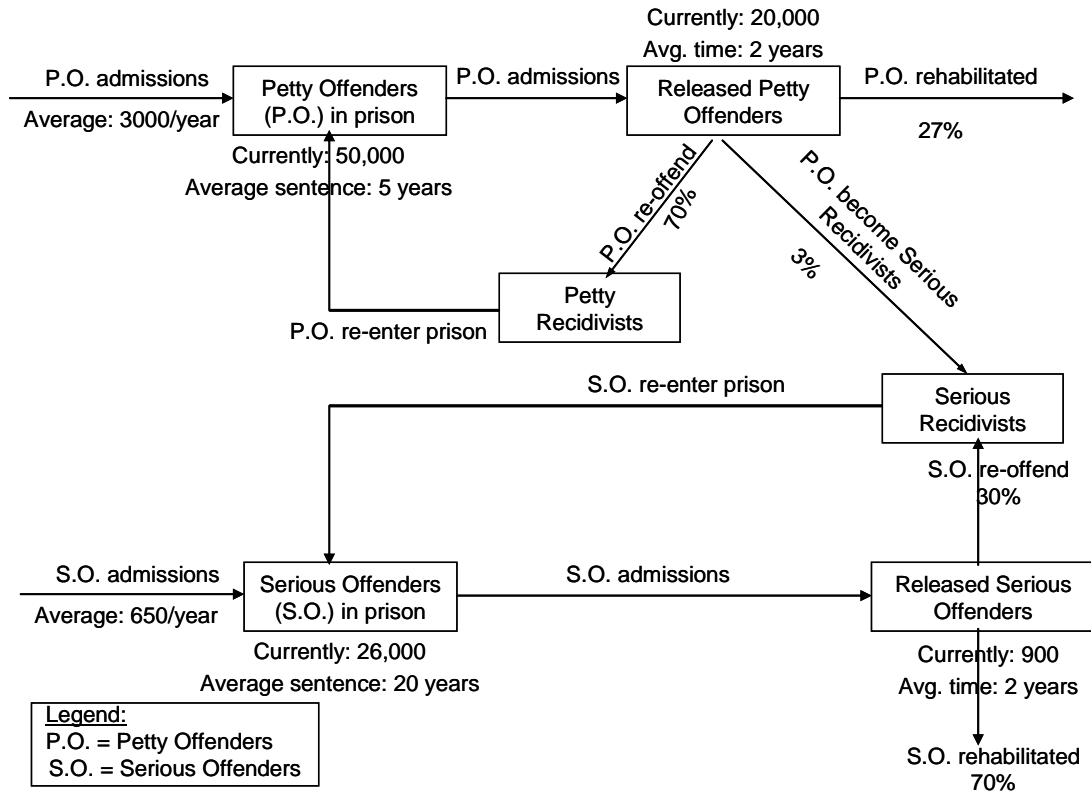 Currently: 20,000
Avg. time: 2 years
P.O. admissions
Average: 3000/year
Petty Offenders
(P.O.) in prison
Currently: 50,000
Average sentence: 5 years
P.O. admissions
Released Petty
Offenders
P.O. rehabilitated
27%
P.O. re-offend
70%
P.O. become Serious
Recidivists
3%
Petty
Recidivists
P.O. re-enter prison
S.O. re-enter prison
Serious
Recidivists
S.O. re-offend
30%
S.O. admissions
Average: 650/year
Serious Offenders
(S.O.) in prison
Currently: 26,000
Average sentence: 20 years
S.O. admissions
Released Serious
Offenders
Currently: 900
Avg. time: 2 years
S.O. rehabilitated
70%
Legend:
P.O. = Petty Offenders
S.O. = Serious Offenders